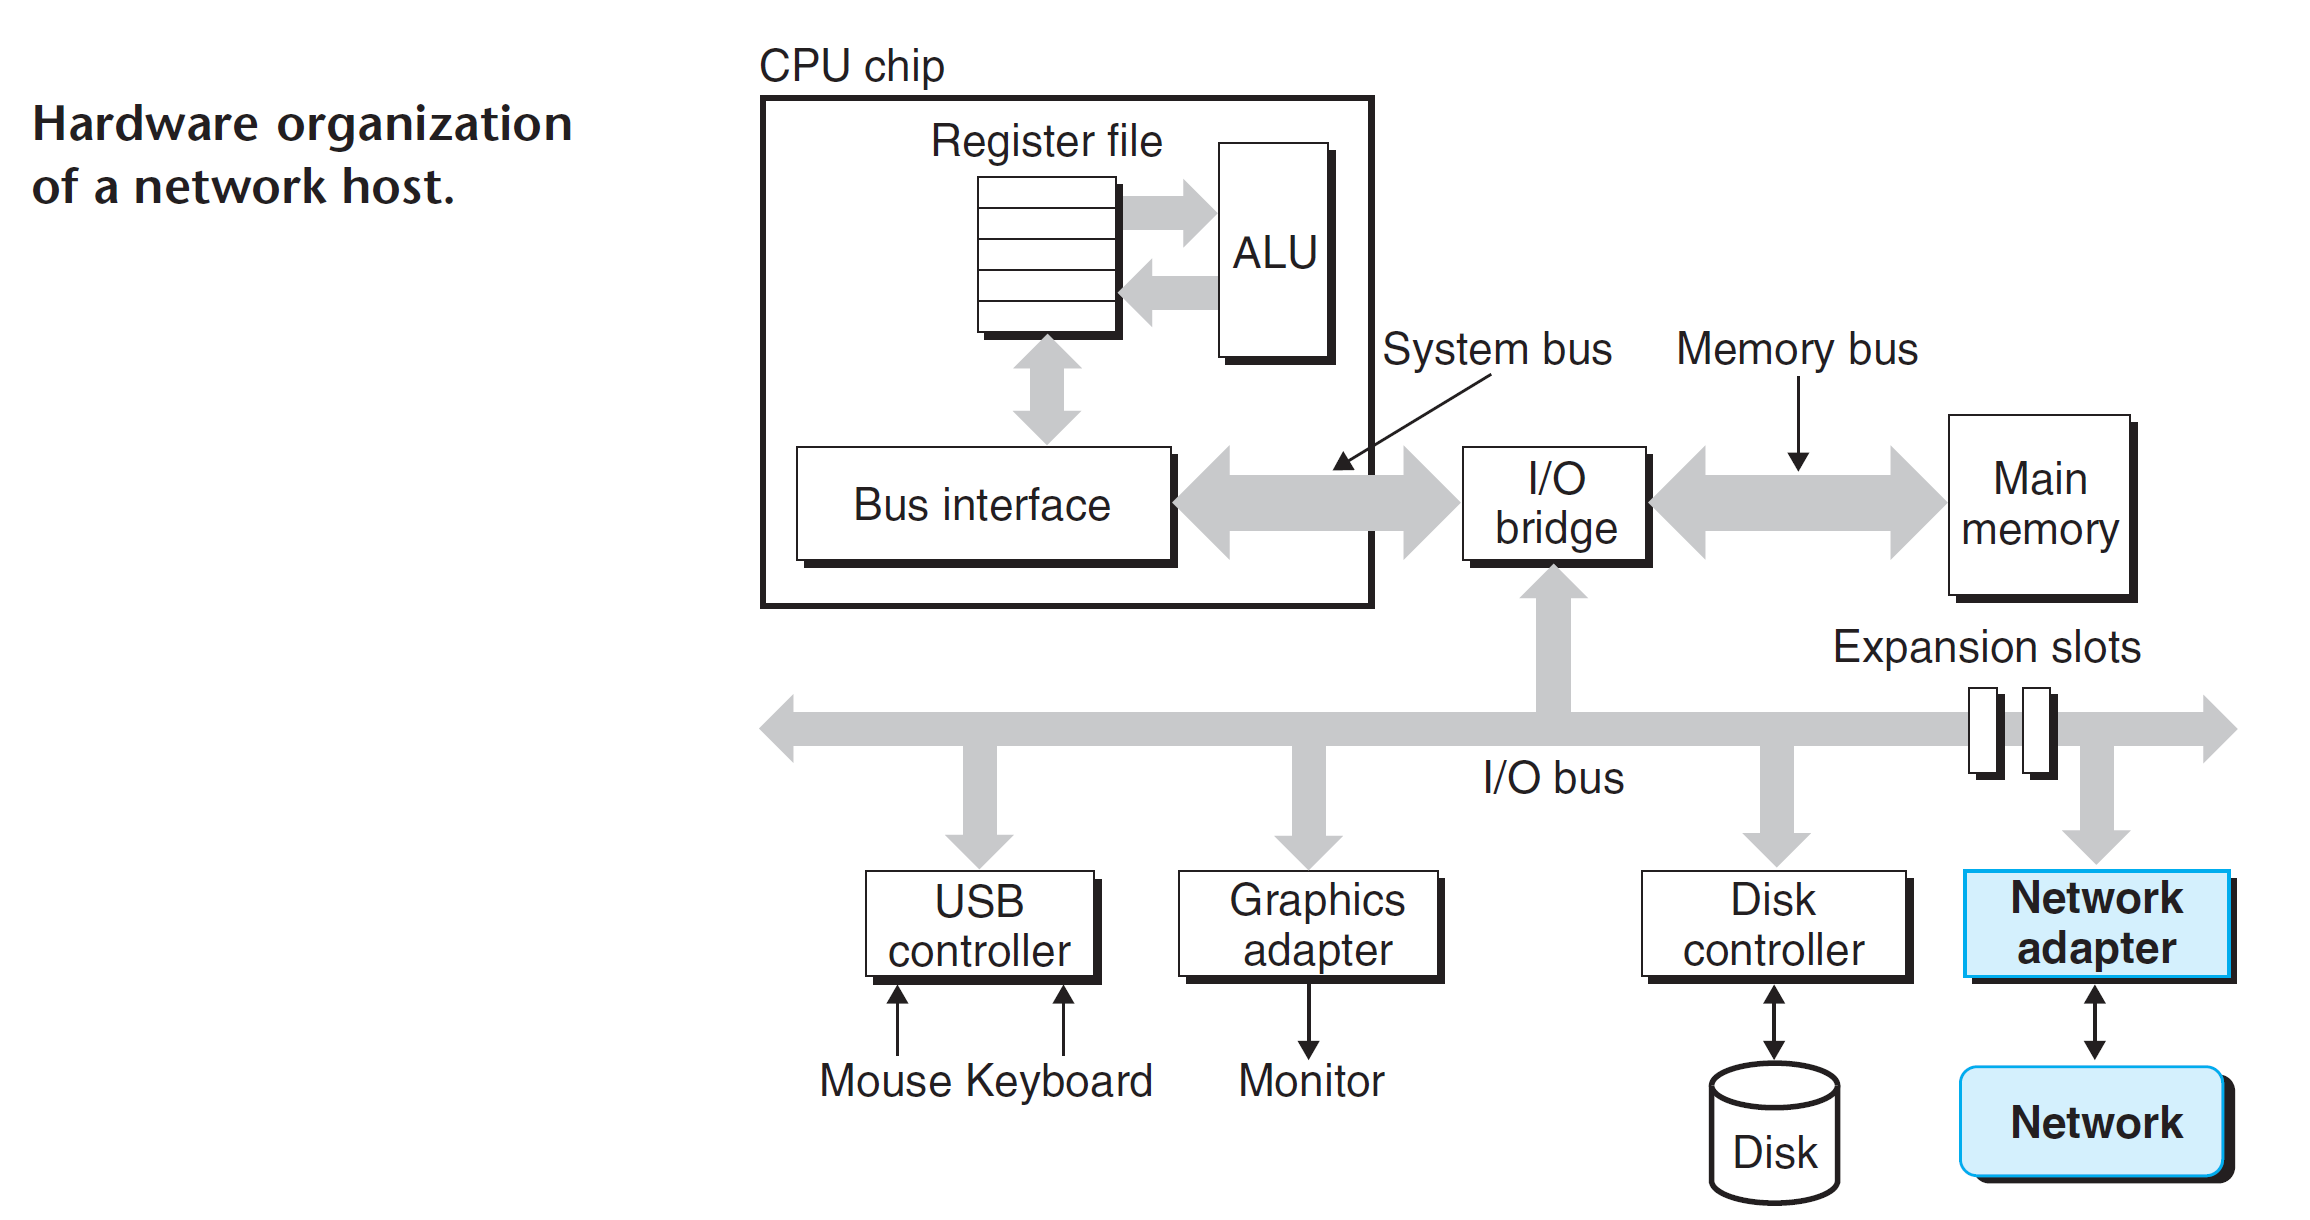 Hardware organization
of a network host.
CPU chip
Register file
ALU
System bus
Memory bus
Bus interface
I/O
bridge
Main
memory
Expansion slots
I/O bus
USB
controller
Graphics
adapter
Disk
controller
Network
adapter
Mouse Keyboard
Monitor
Disk
Network